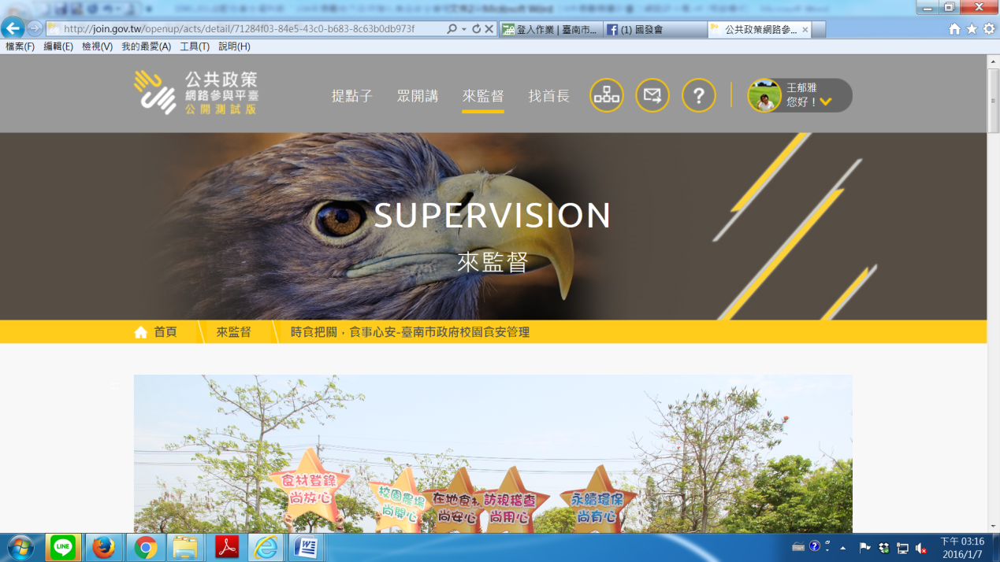 http://join.gov.tw/openup/acts/detail/71284f03-84e5-43c0-b683-8c63b0db973f
登入作業 | 臺南市...
(1) 國發會
公共政策網路參...
檔案(F) 編輯(E) 檢視(V) 我的最愛(A) 工具(T) 說明(H)
公共政策
網路參與平臺
公開測試版
提點子 眾開講 來監督 找首長
?
王郁雅
您好！
SUPERVISION
來監督
首頁 來監督 時食把關，食事心安-臺南市政府校園食安管理
食材登錄
尚放心
校園農場
尚開心
在地食材
尚安心
訪視稽查
尚用心
永續環保
尚有心
LINE
下午 03:16
2016/1/7